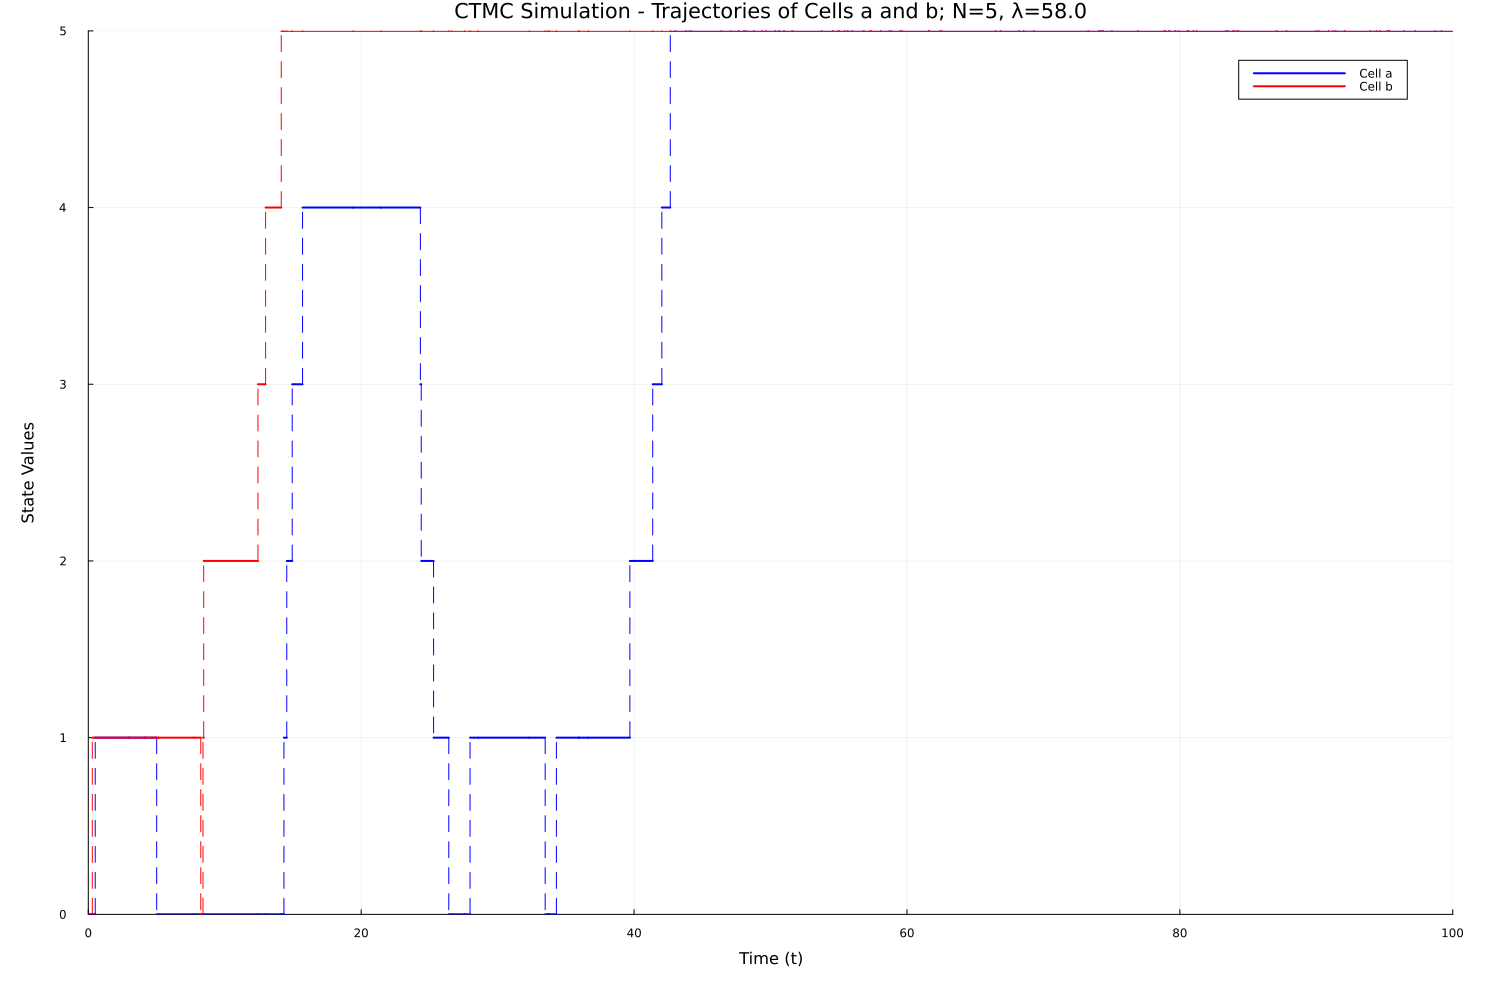 CTMC Simulation - Trajectories of Cells a and b; N=5, λ=58.0
5
4
3
2
1
0
State Values
Cell a
Cell b
0 20 40 60 80 100
Time (t)